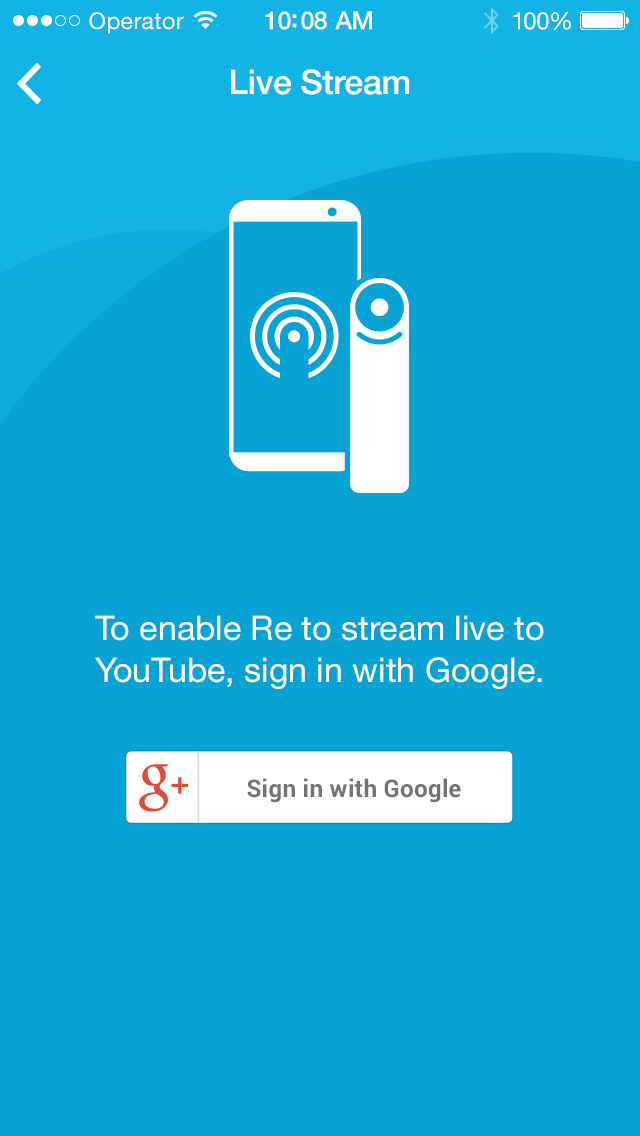 Operator 10:08 AM 100%
Live Stream
To enable Re to stream live to
YouTube, sign in with Google.
g+ Sign in with Google